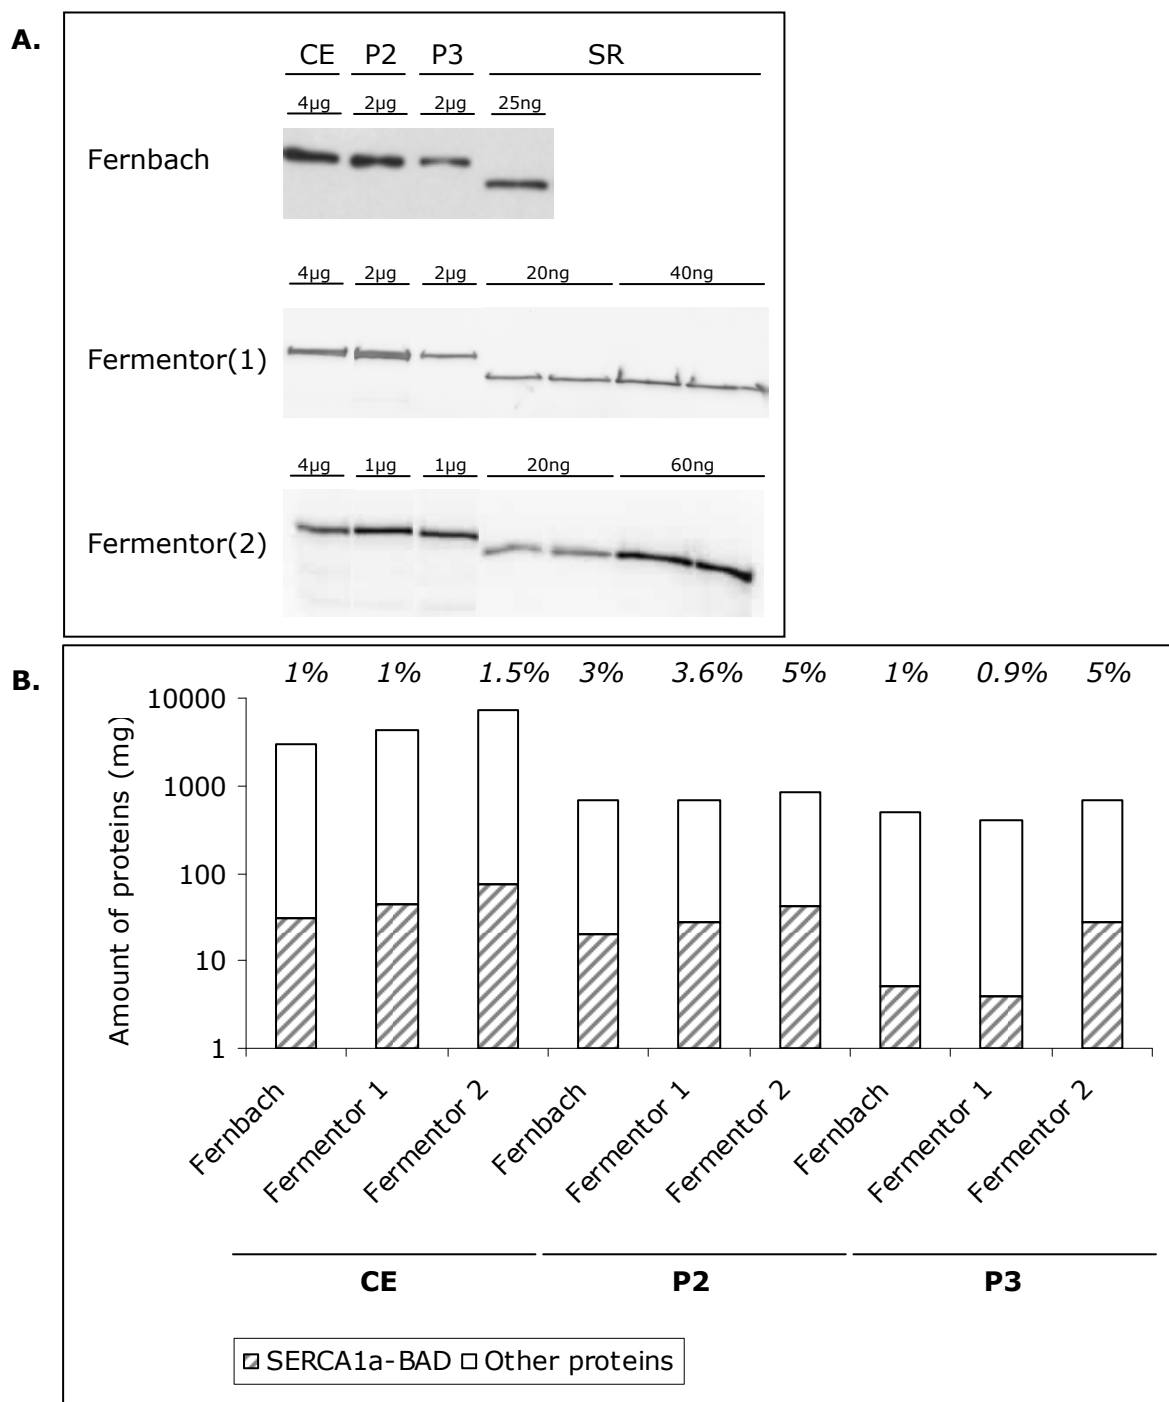 A.
CE P2 P3 SR
4µg 2µg 2µg 25ng
Fernbach
4µg 2µg 2µg 20ng 40ng
Fermentor(1)
4µg 1µg 1µg 20ng 60ng
Fermentor(2)
B.
1% 1% 1.5% 3% 3.6% 5% 1% 0.9% 5%
Amount of proteins (mg)
10000
1000
100
10
1
Fernbach Fermentor 1 Fermentor 2 Fernbach Fermentor 1 Fermentor 2 Fernbach Fermentor 1 Fermentor 2
CE P2 P3
SERCA1a-BAD Other proteins